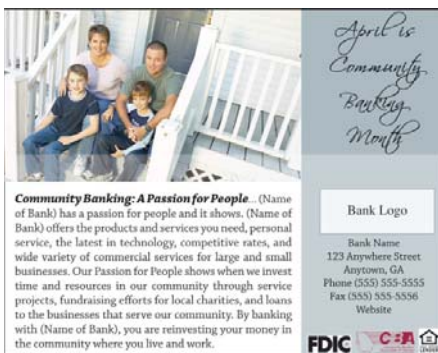 April is
Community
Banking
Month
Community Banking: A Passion for People... (Name
of Bank) has a passion for people and it shows. (Name of
Bank) offers the products and services you need, personal
service, the latest in technology, competitive rates, and
wide variety of commercial services for large and small
businesses. Our Passion for People shows when we invest
time and resources in our community through service
projects, fundraising efforts for local charities, and loans
to the businesses that serve our community. By banking
with (Name of Bank), you are reinvesting your money in
the community where you live and work.
Bank Logo
Bank Name
123 Anywhere Street
Anytown, GA
Phone (555) 555-5555
Fax (555) 555-5556
Website
FDIC
CBA
LENDER